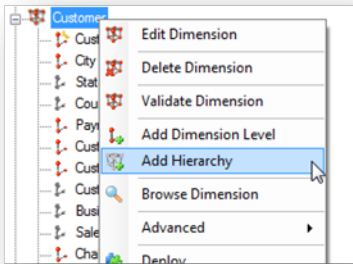 Customer
Cust
City
Stat
Cou
Payı
Cust
Cust
Cust
Busi
Sale
Cha
Edit Dimension
Delete Dimension
Validate Dimension
Add Dimension Level
Add Hierarchy
Browse Dimension
Advanced
Deploy